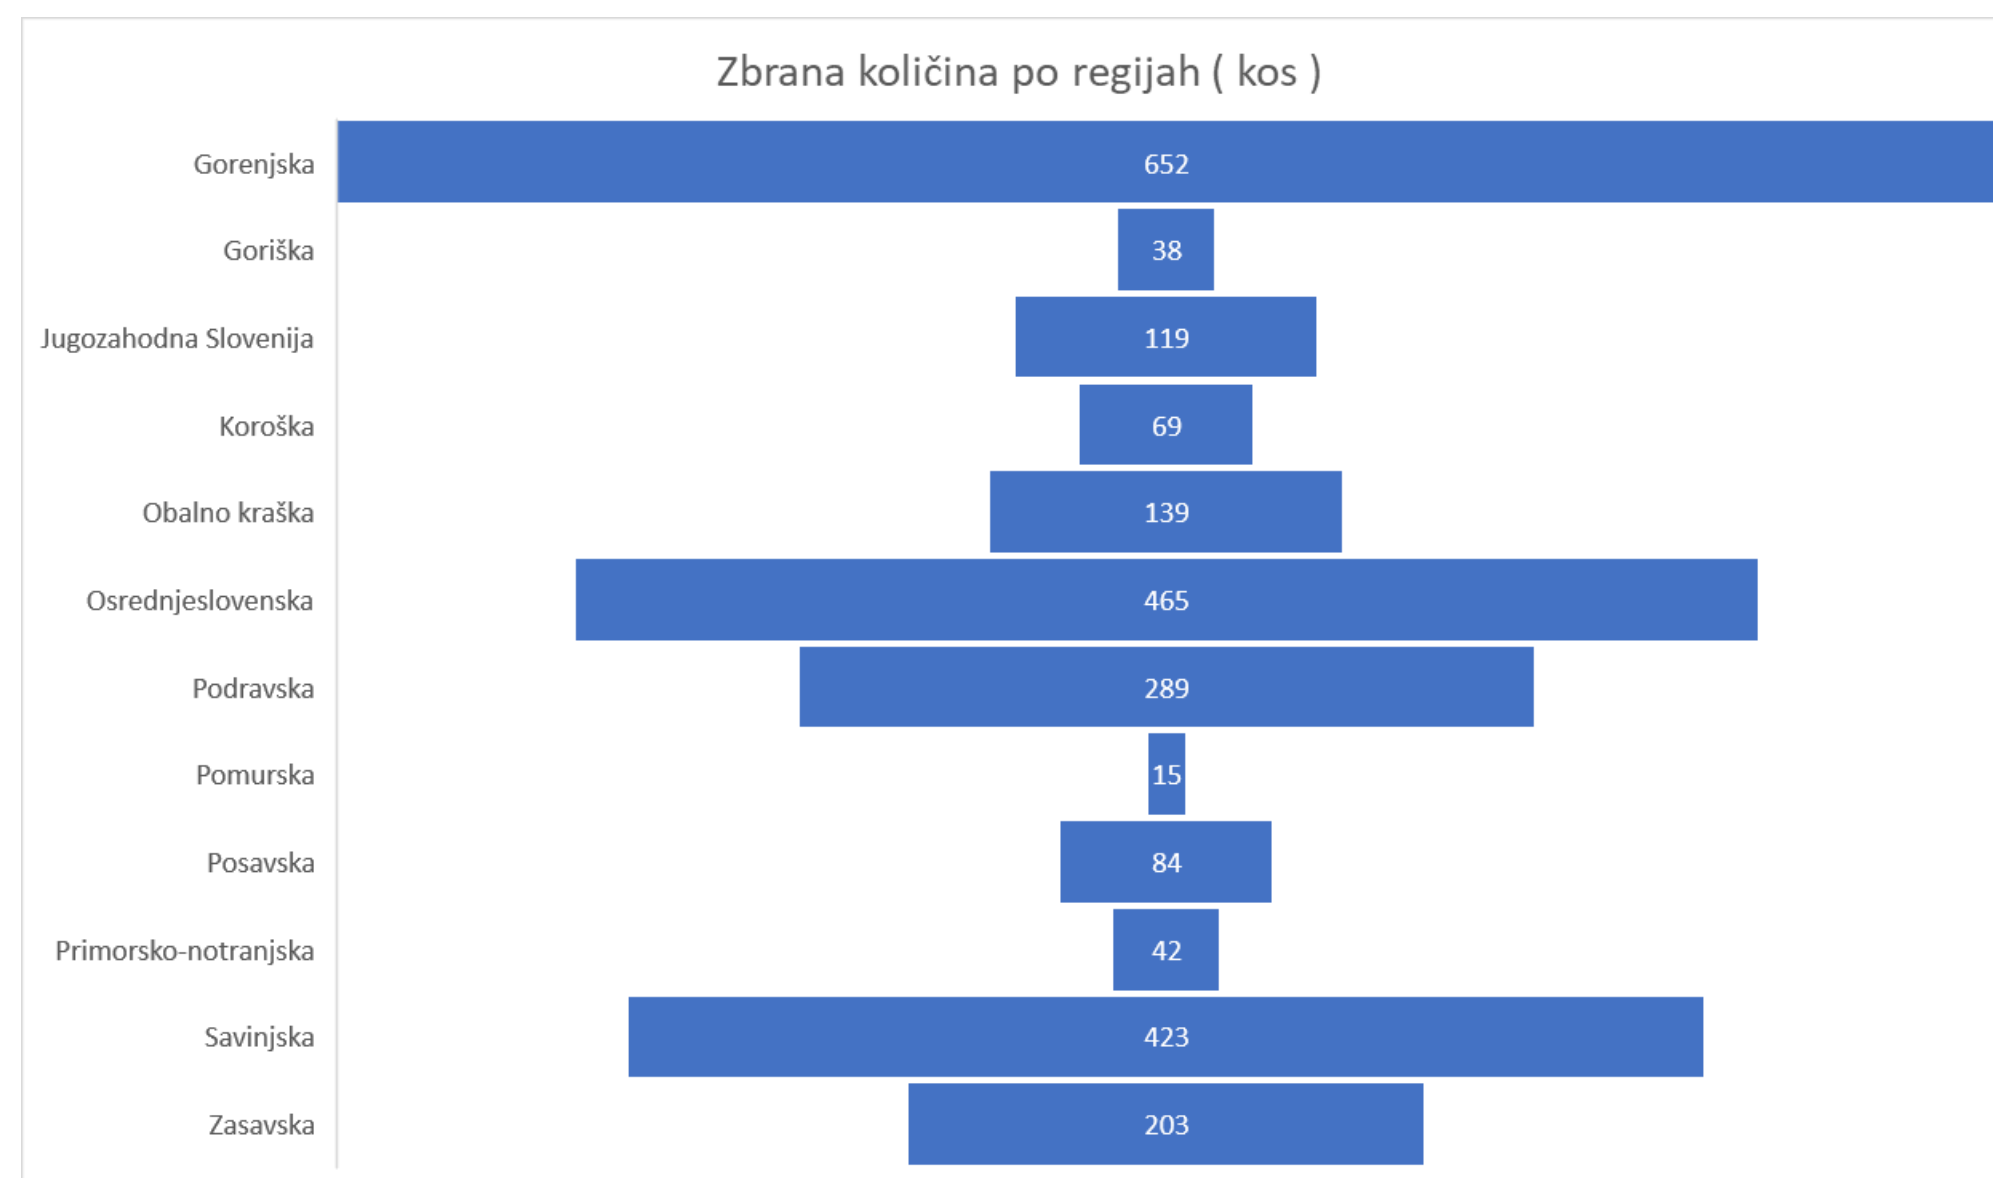 Zbrana količina po regijah ( kos )
Gorenjska 652
Goriška 38
Jugozahodna Slovenija 119
Koroška 69
Obalno kraška 139
Osrednjeslovenska 465
Podravska 289
Pomurska 15
Posavska 84
Primorsko-notranjska 42
Savinjska 423
Zasavska 203